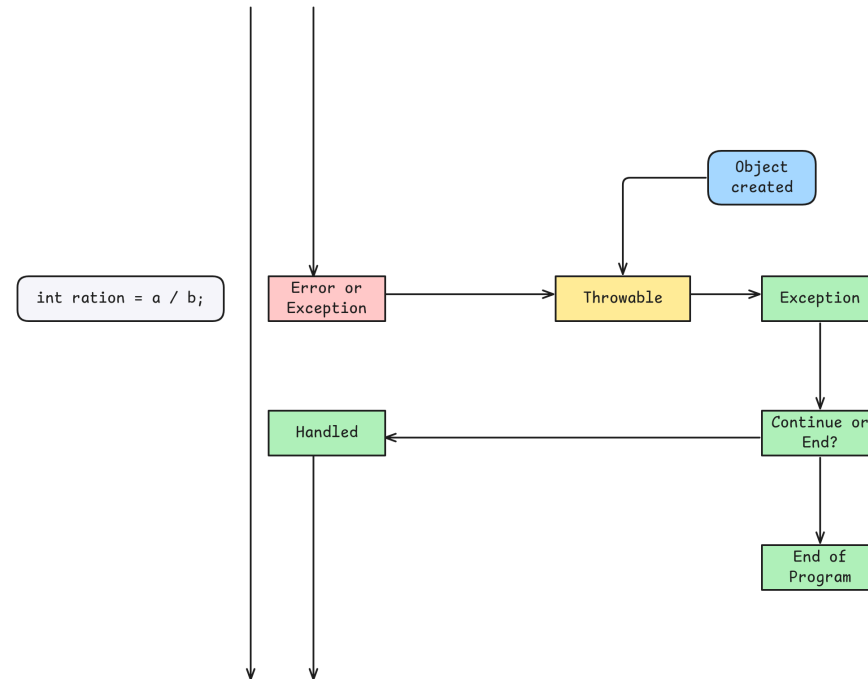 Object
created
int ration = a / b;
Error or
Exception
Throwable
Exception
Handled
Continue or
End?
End of
Program